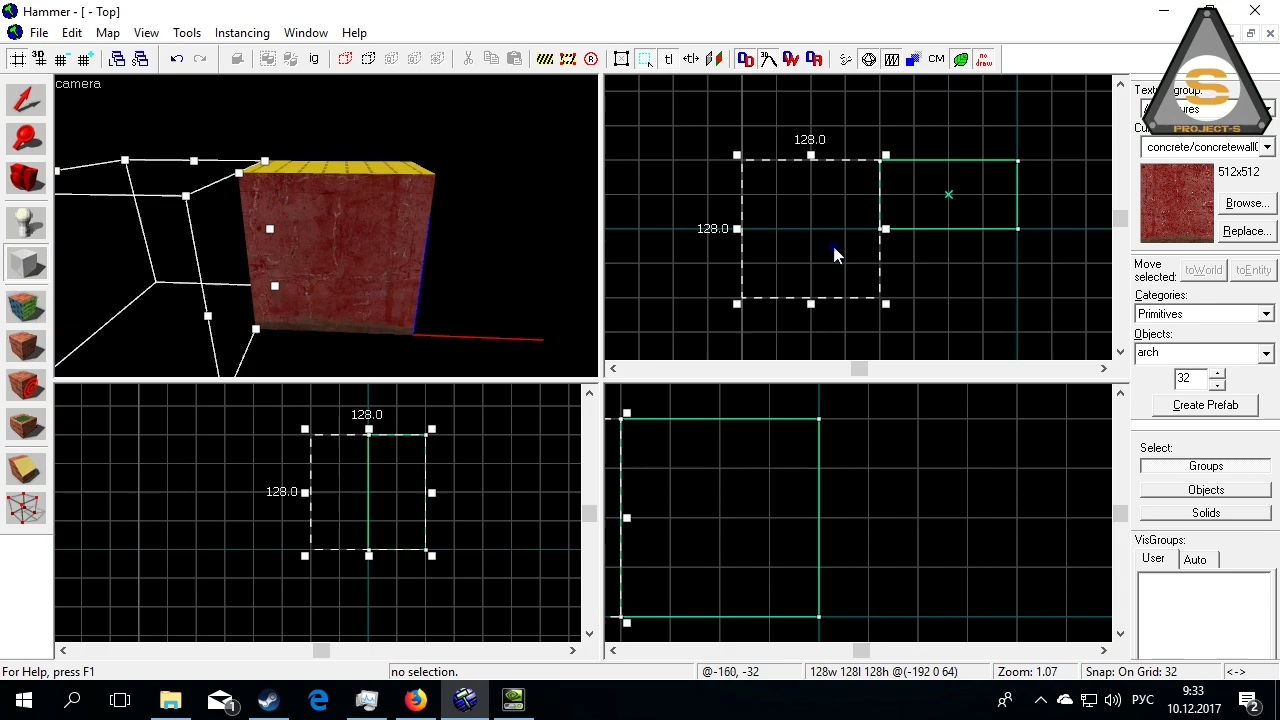 Hammer - [ - Top]
File Edit Map View Tools Instancing Window Help
camera
128.0
128.0
128.0
128.0
S
PROJECT-S
concrete/concretewall0
512x512
Browse...
Replace...
Move
selected:
toWorld
toEntity
Categories:
Primitives
Objects:
arch
32
Create Prefab
Select:
Groups
Objects
Solids
VisGroups:
User Auto
For Help, press F1
no selection.
@-160, -32
128w 128l 128h @(-192 0 64)
Zoom: 1.07
Snap: On Grid: 32
<->
РУС
9:33
10.12.2017